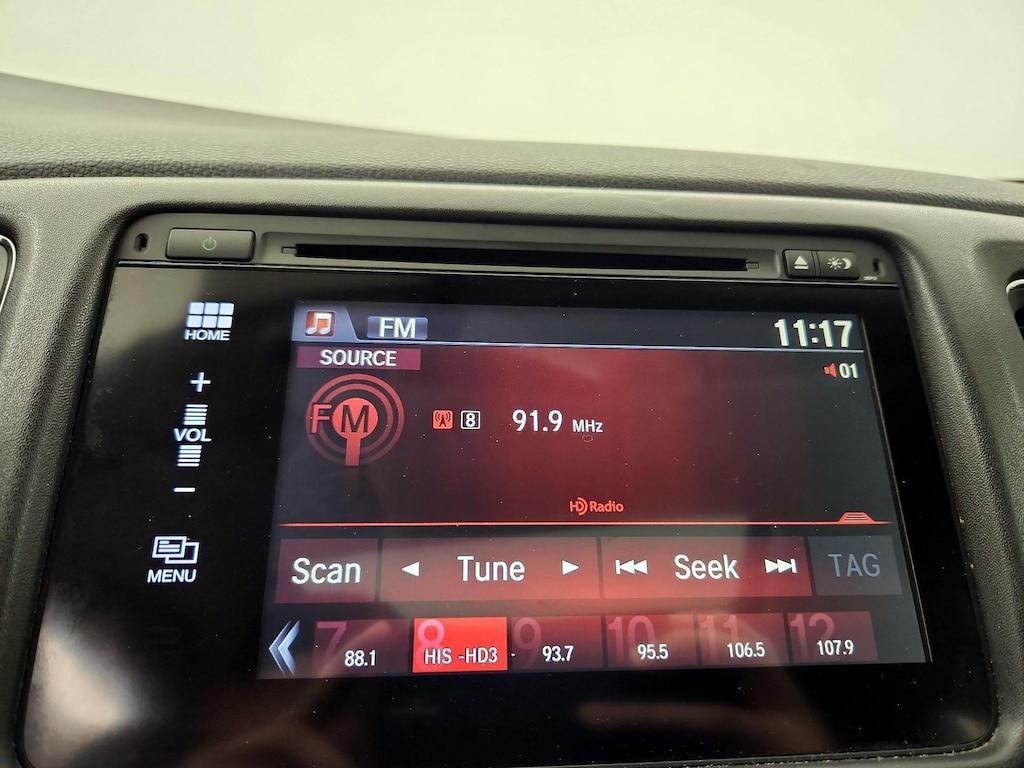 HOME
+
VOL
-
MENU
FM
11:17
SOURCE
01
FM
8
91.9 MHz
HD Radio
Scan
Tune
Seek
TAG
7 88.1
8 HIS -HD3
9 93.7
10 95.5
11 106.5
12 107.9